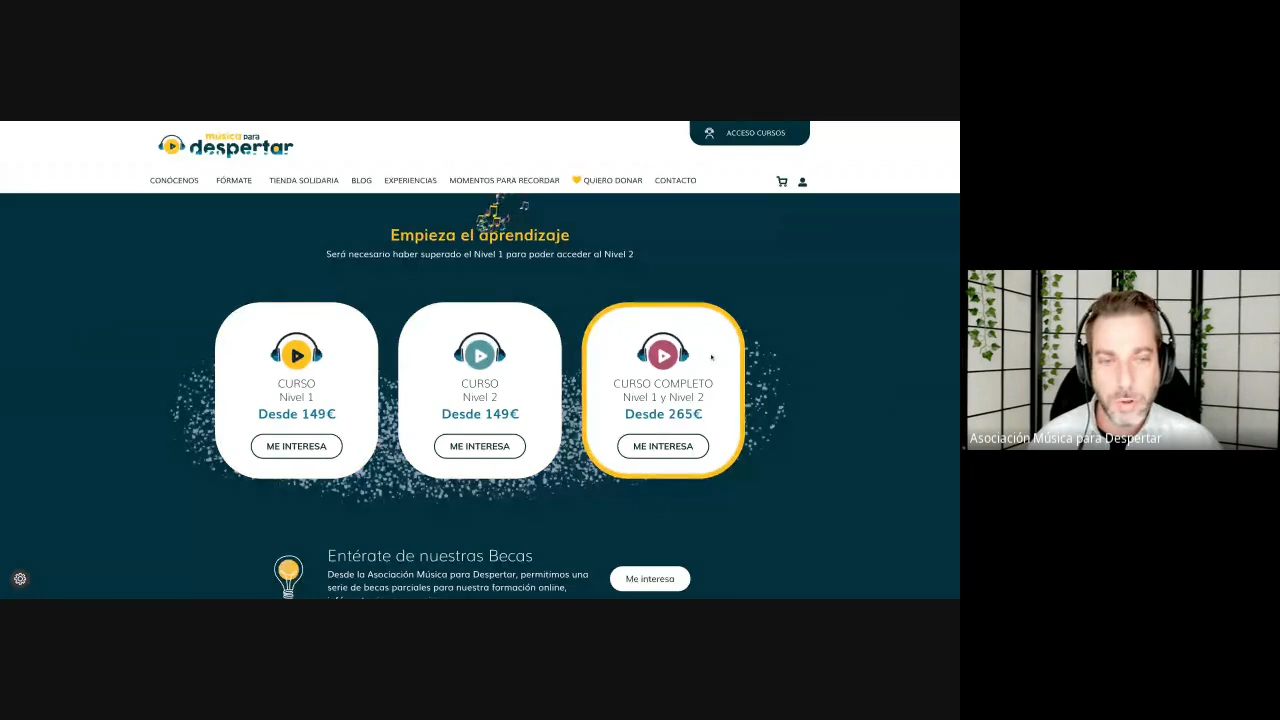 música para
despertar
ACCESO CURSOS
CONÓCENOS FÓRMATE TIENDA SOLIDARIA BLOG EXPERIENCIAS MOMENTOS PARA RECORDAR QUIERO DONAR CONTACTO
Empieza el aprendizaje
Será necesario haber superado el Nivel 1 para poder acceder al Nivel 2
CURSO
Nivel 1
Desde 149€
ME INTERESA
CURSO
Nivel 2
Desde 149€
ME INTERESA
CURSO COMPLETO
Nivel 1 y Nivel 2
Desde 265€
ME INTERESA
Entérate de nuestras Becas
Desde la Asociación Música para Despertar, permitimos una
serie de becas parciales para nuestra formación online,
Me interesa
Asociación Música para Despertar